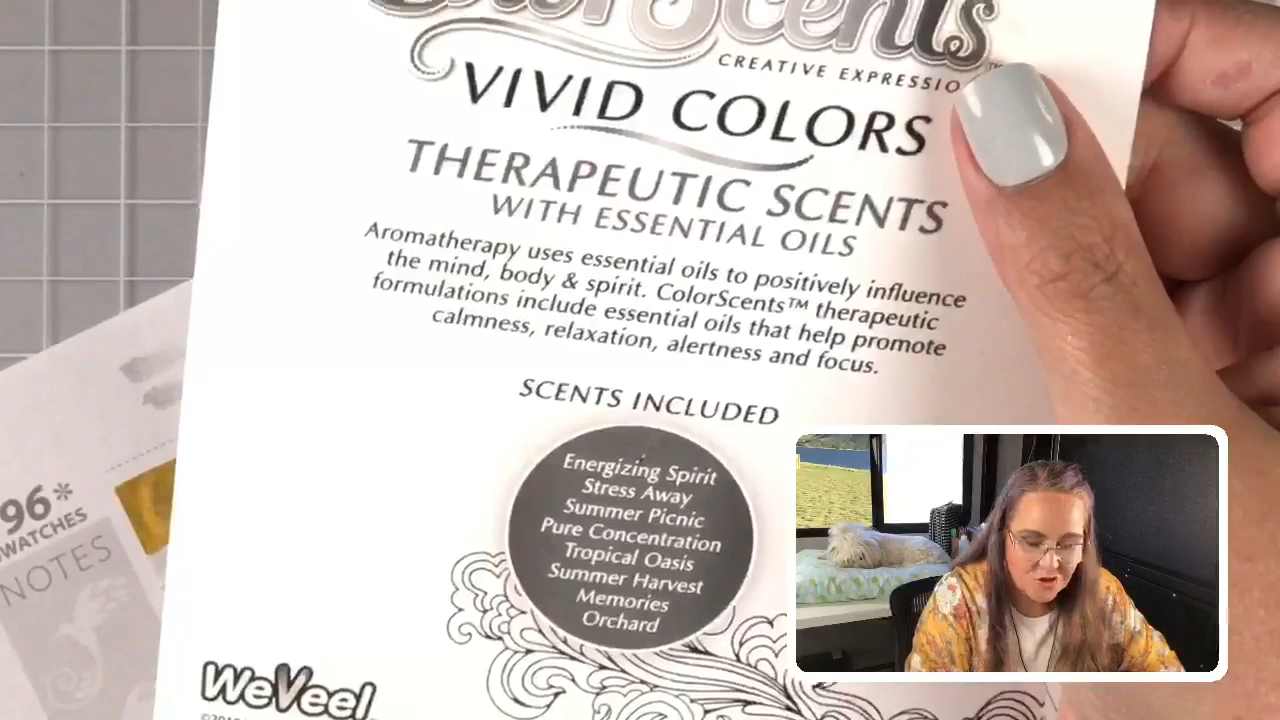 ColorScents™
CREATIVE EXPRESSIO
VIVID COLORS
THERAPEUTIC SCENTS
WITH ESSENTIAL OILS
Aromatherapy uses essential oils to positively influence
the mind, body & spirit. ColorScents™ therapeutic
formulations include essential oils that help promote
calmness, relaxation, alertness and focus.
SCENTS INCLUDED
Energizing Spirit
Stress Away
Summer Picnic
Pure Concentration
Tropical Oasis
Summer Harvest
Memories
Orchard
WeVeel
96*
WATCHES
NOTES